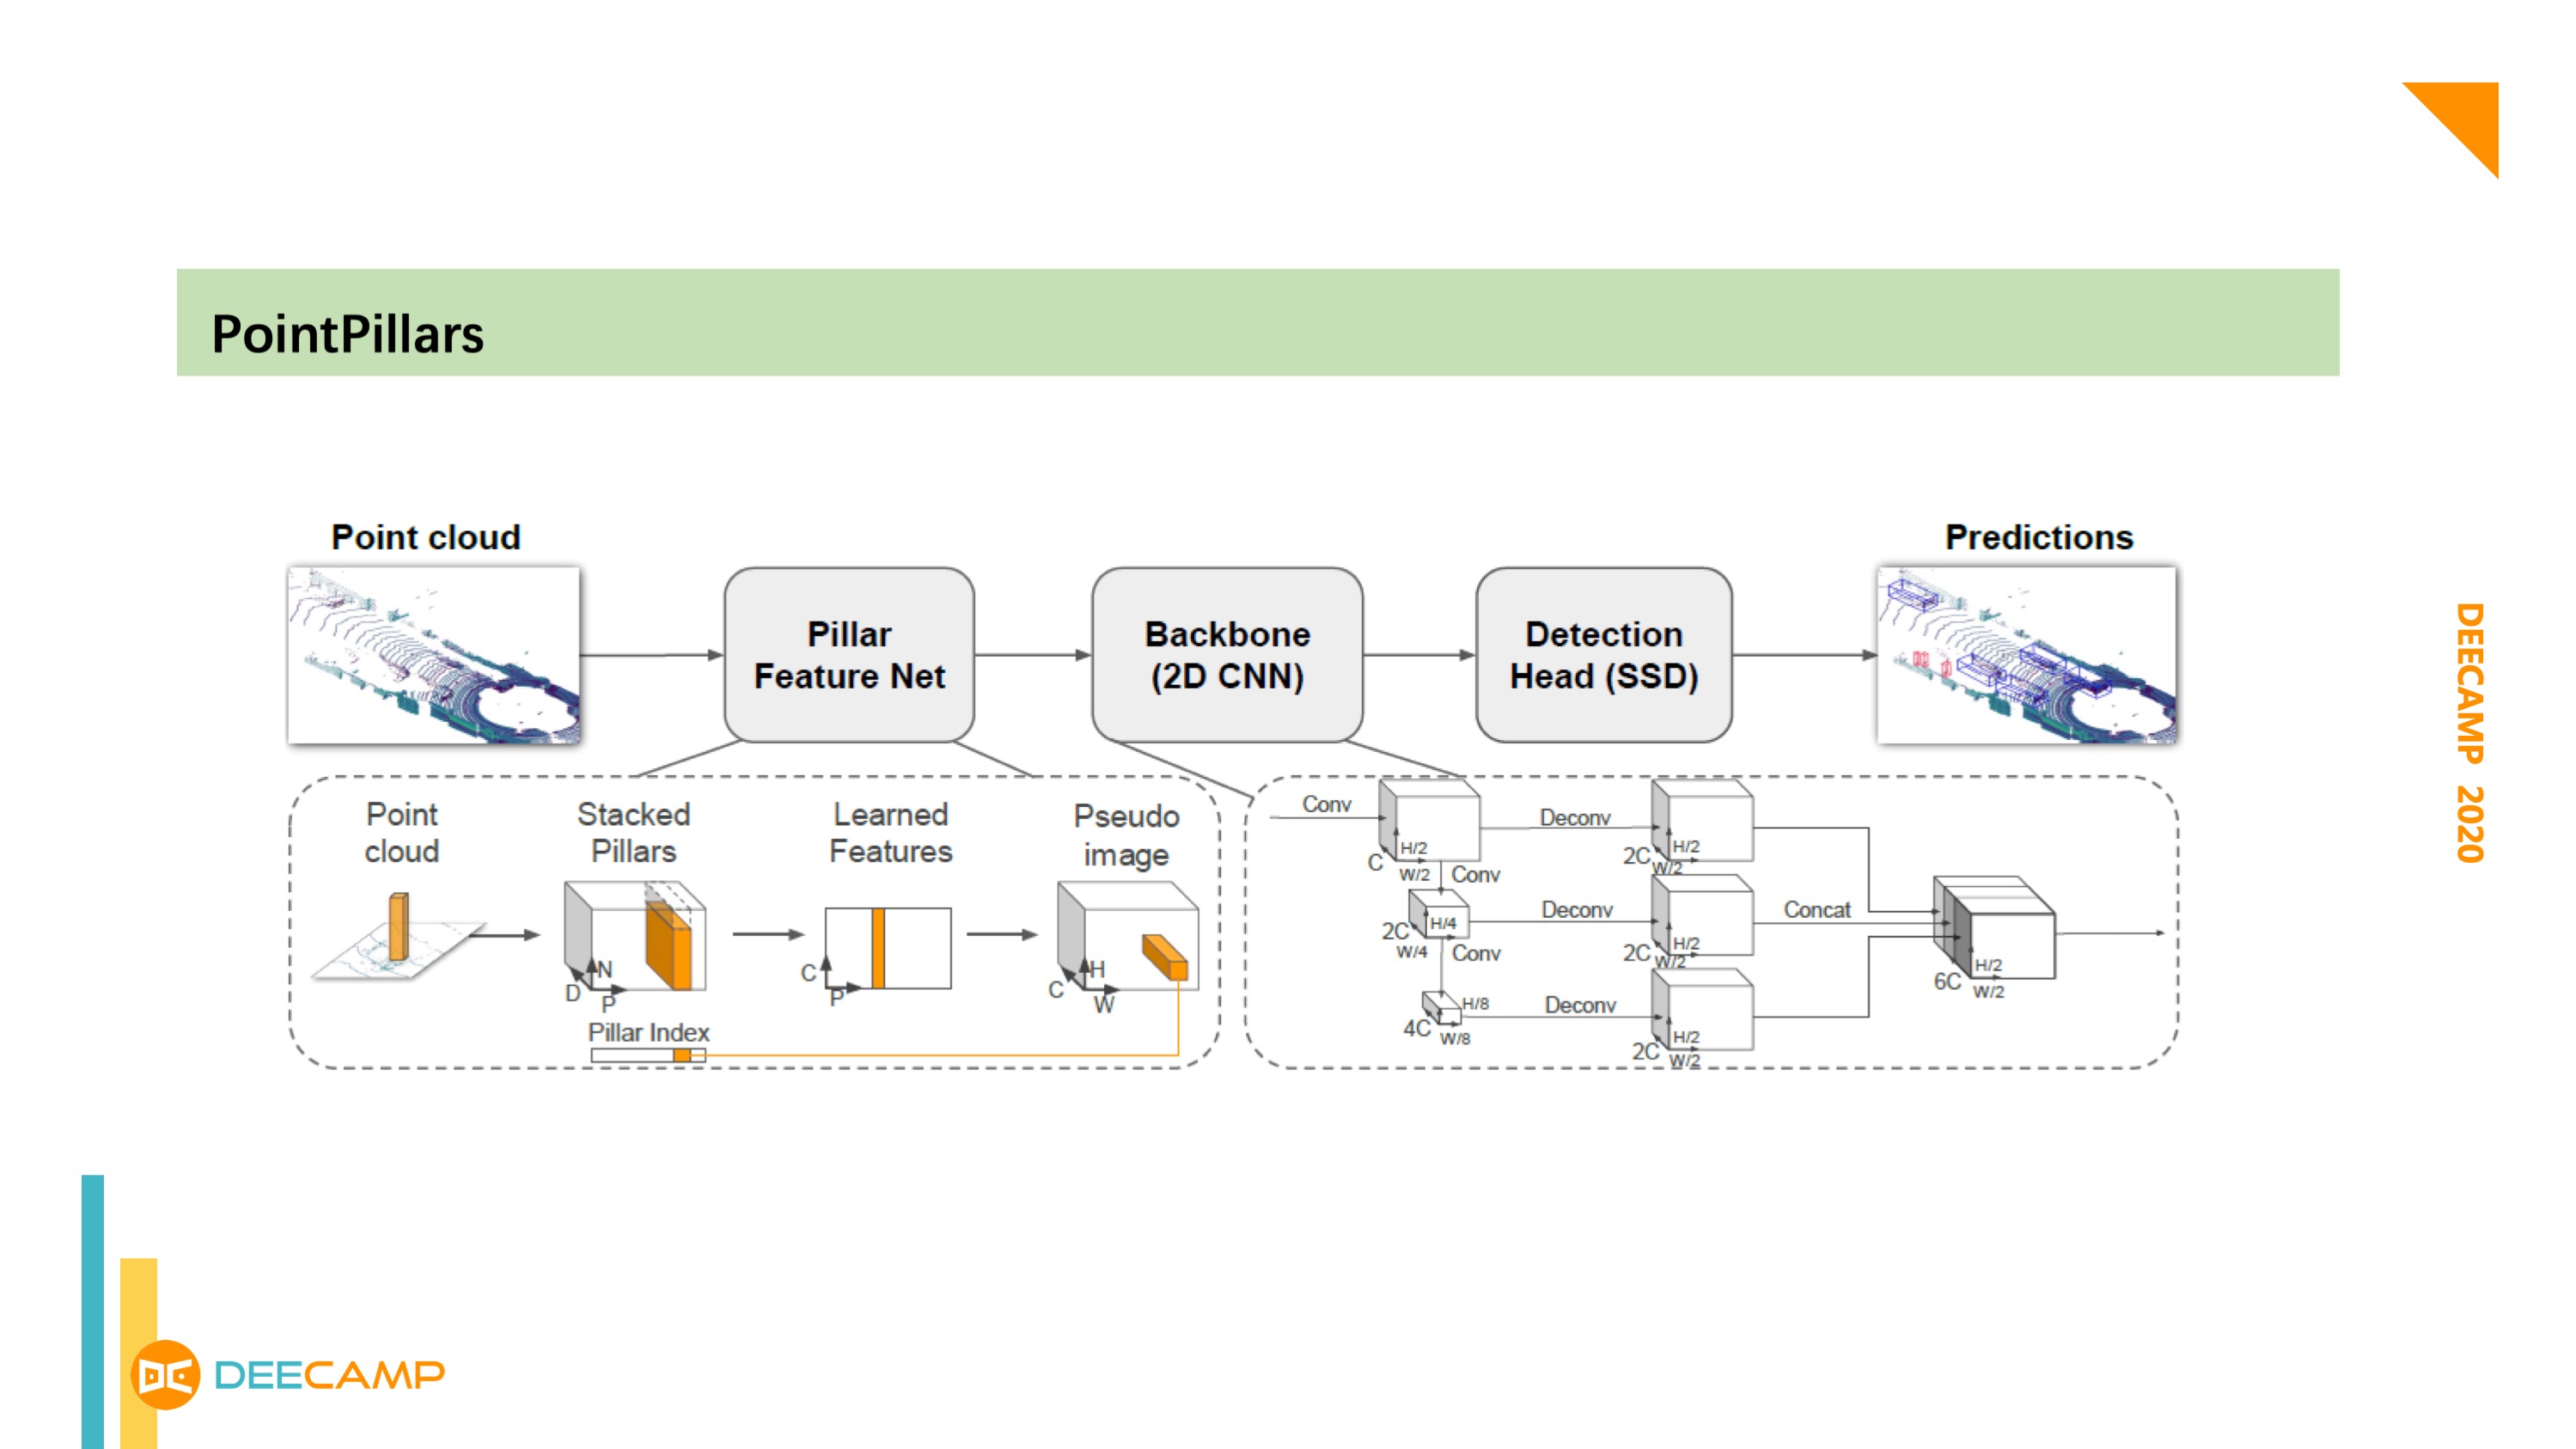 PointPillars
Point cloud
Predictions
Pillar
Feature Net
Backbone
(2D CNN)
Detection
Head (SSD)
Point
cloud
Stacked
Pillars
Learned
Features
Pseudo
image
N
D
P
C
P
H
C
W
Pillar Index
Conv
H/2
C
W/2
Conv
Deconv
2C
H/2
W/2
2C
H/4
W/4
Conv
Deconv
2C
H/2
W/2
Concat
4C
H/8
W/8
Deconv
2C
H/2
W/2
6C
H/2
W/2
DEECAMP 2020
DC DEECAMP